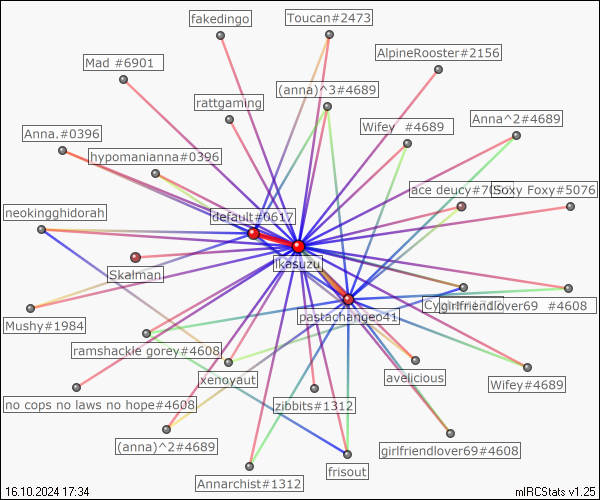 fakedingo
Toucan#2473
Mad #6901
AlpineRooster#2156
(anna)^3#4689
rattgaming
Anna^2#4689
Wifey #4689
Anna.#0396
hypomanianna#0396
ace deucy#7
Soxy Foxy#5076
neokingghidorah
default#0617
ikasuzu
Skalman
girlfriendlover69 #4608
pastachangeo41
Mushy#1984
ramshackle gorey#4608
xenoyaut
avelicious
Wifey#4689
no cops no laws no hope#4608
zibbits#1312
(anna)^2#4689
girlfriendlover69#4608
frisout
Annarchist#1312
16.10.2024 17:34
mIRCStats v1.25